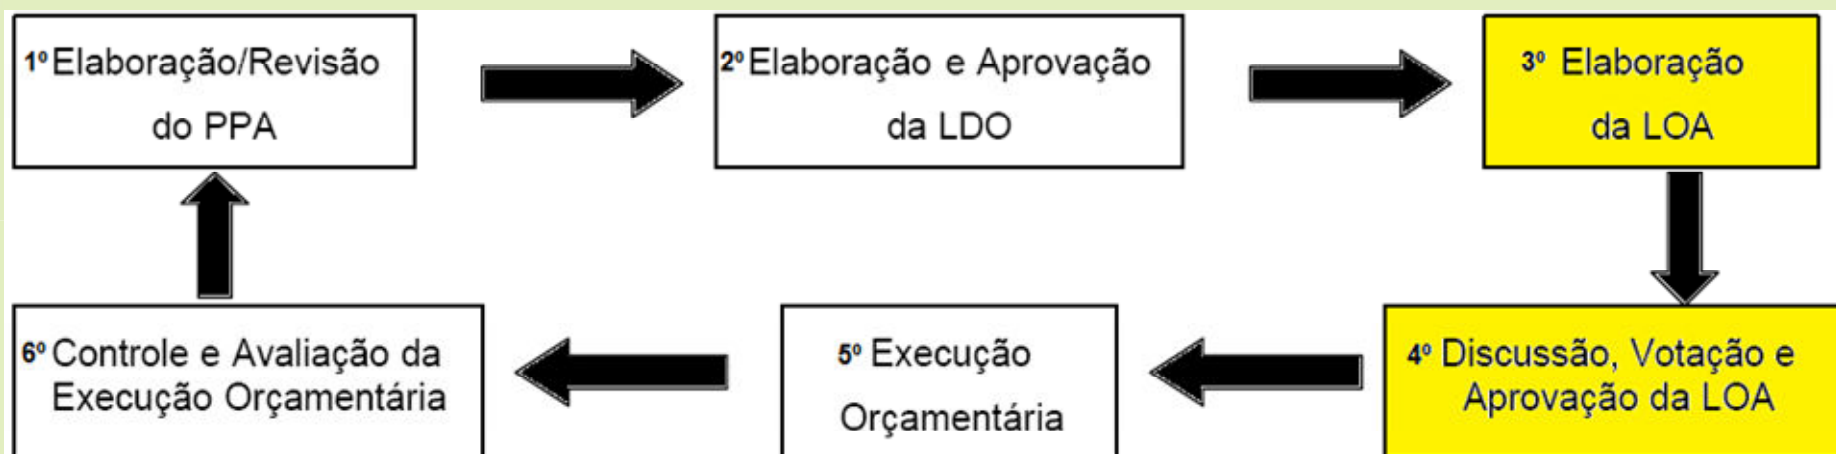 1º Elaboração/Revisão
do PPA
2º Elaboração e Aprovação
da LDO
3º Elaboração
da LOA
4º Discussão, Votação e
Aprovação da LOA
5º Execução
Orçamentária
6º Controle e Avaliação da
Execução Orçamentária